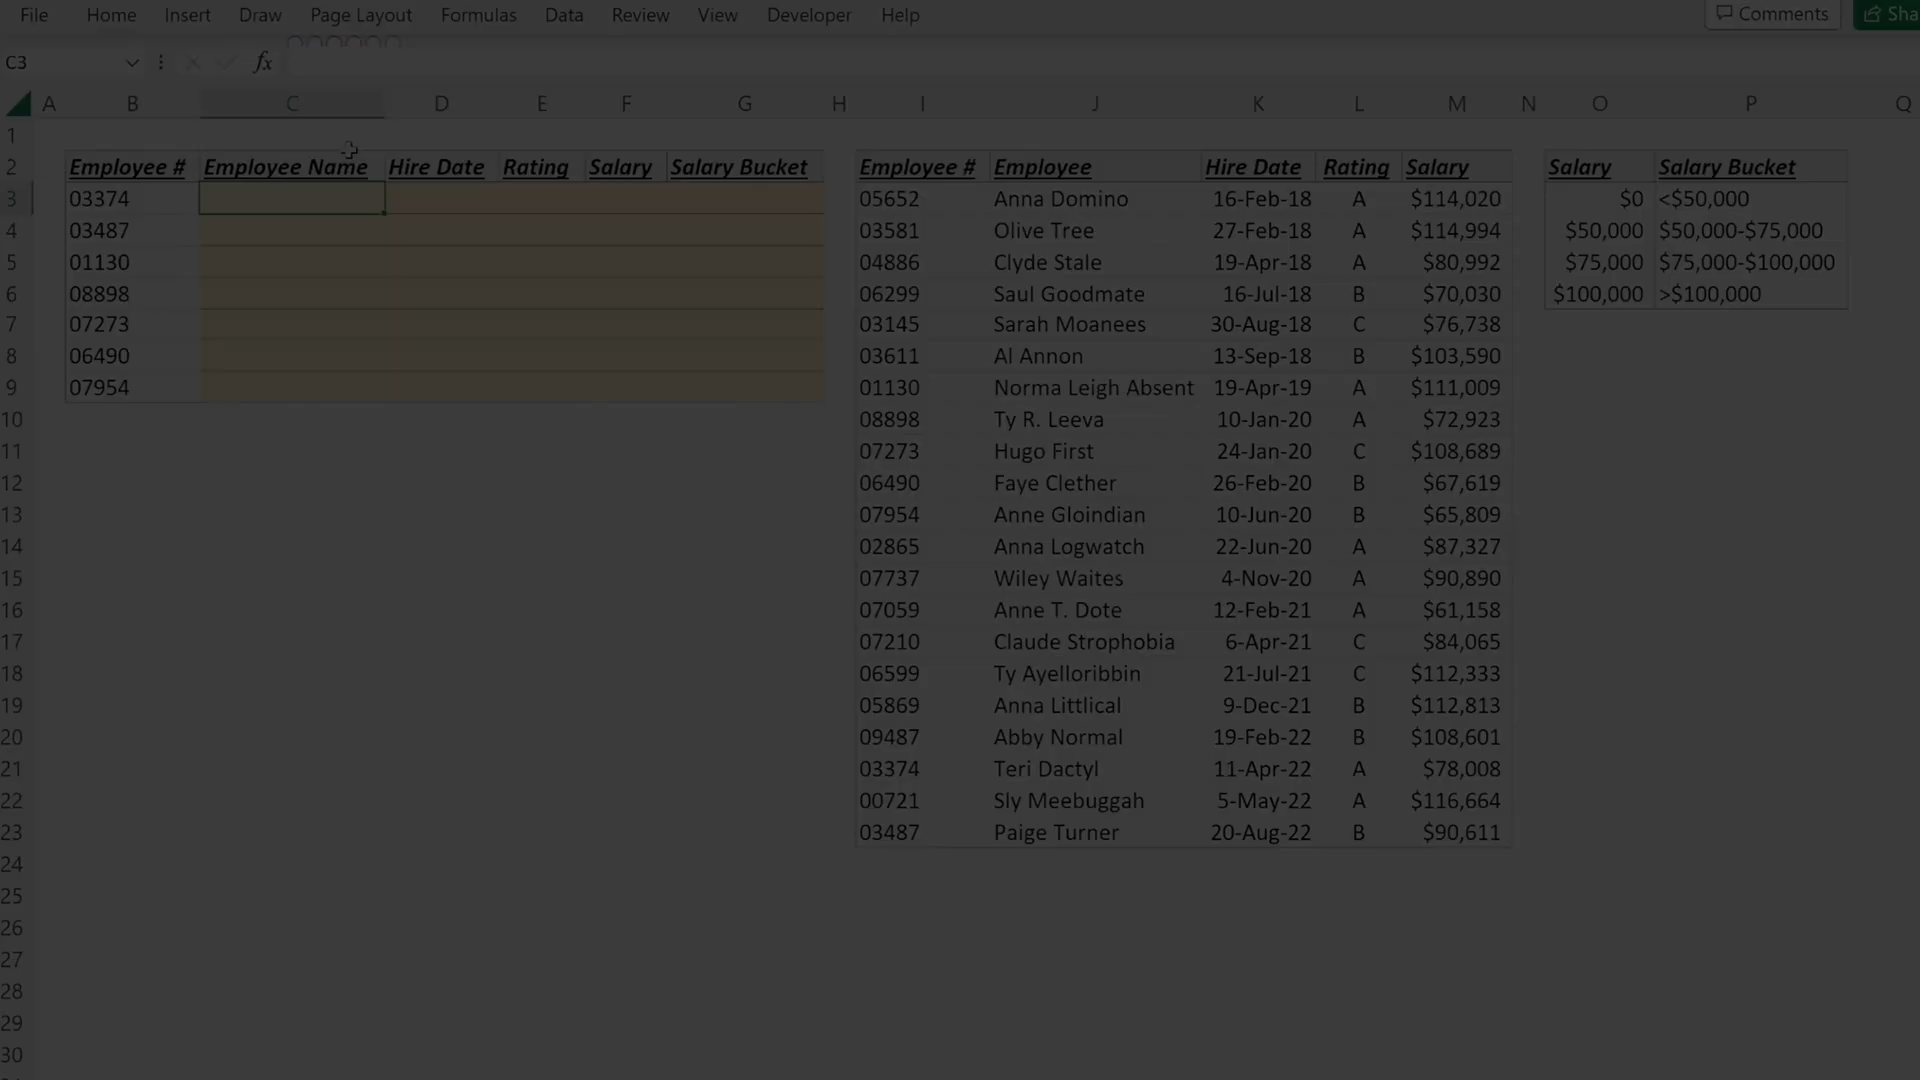 File Home Insert Draw Page Layout Formulas Data Review View Developer Help Comments Sha
C3 fx
A B C D E F G H I J K L M N O P Q
1
2 Employee # Employee Name Hire Date Rating Salary Salary Bucket Employee # Employee Hire Date Rating Salary Salary Salary Bucket
3 03374 05652 Anna Domino 16-Feb-18 A $114,020 $0 <$50,000
4 03487 03581 Olive Tree 27-Feb-18 A $114,994 $50,000 $50,000-$75,000
5 01130 04886 Clyde Stale 19-Apr-18 A $80,992 $75,000 $75,000-$100,000
6 08898 06299 Saul Goodmate 16-Jul-18 B $70,030 $100,000 >$100,000
7 07273 03145 Sarah Moanees 30-Aug-18 C $76,738
8 06490 03611 Al Annon 13-Sep-18 B $103,590
9 07954 01130 Norma Leigh Absent 19-Apr-19 A $111,009
10 08898 Ty R. Leeva 10-Jan-20 A $72,923
11 07273 Hugo First 24-Jan-20 C $108,689
12 06490 Faye Clether 26-Feb-20 B $67,619
13 07954 Anne Gloindian 10-Jun-20 B $65,809
14 02865 Anna Logwatch 22-Jun-20 A $87,327
15 07737 Wiley Waites 4-Nov-20 A $90,890
16 07059 Anne T. Dote 12-Feb-21 A $61,158
17 07210 Claude Strophobia 6-Apr-21 C $84,065
18 06599 Ty Ayelloribbin 21-Jul-21 C $112,333
19 05869 Anna Littlical 9-Dec-21 B $112,813
20 09487 Abby Normal 19-Feb-22 B $108,601
21 03374 Teri Dactyl 11-Apr-22 A $78,008
22 00721 Sly Meebuggah 5-May-22 A $116,664
23 03487 Paige Turner 20-Aug-22 B $90,611
24
25
26
27
28
29
30